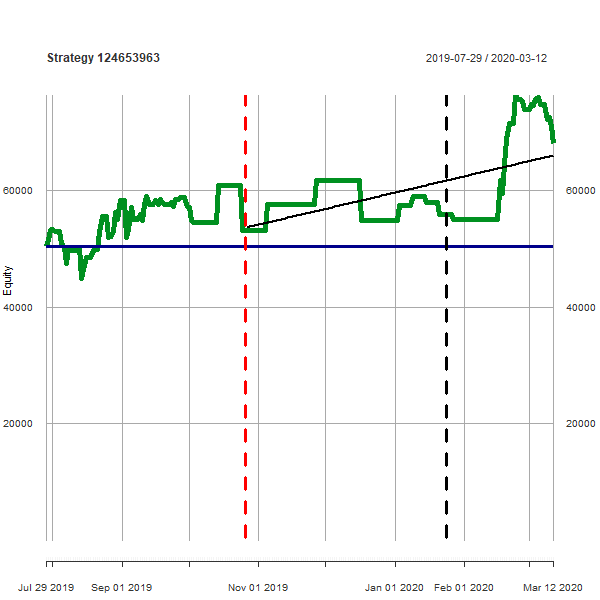 Strategy 124653963
2019-07-29 / 2020-03-12
60000 60000
Equity
40000 40000
20000 20000
Jul 29 2019 Sep 01 2019 Nov 01 2019 Jan 01 2020 Feb 01 2020 Mar 12 2020